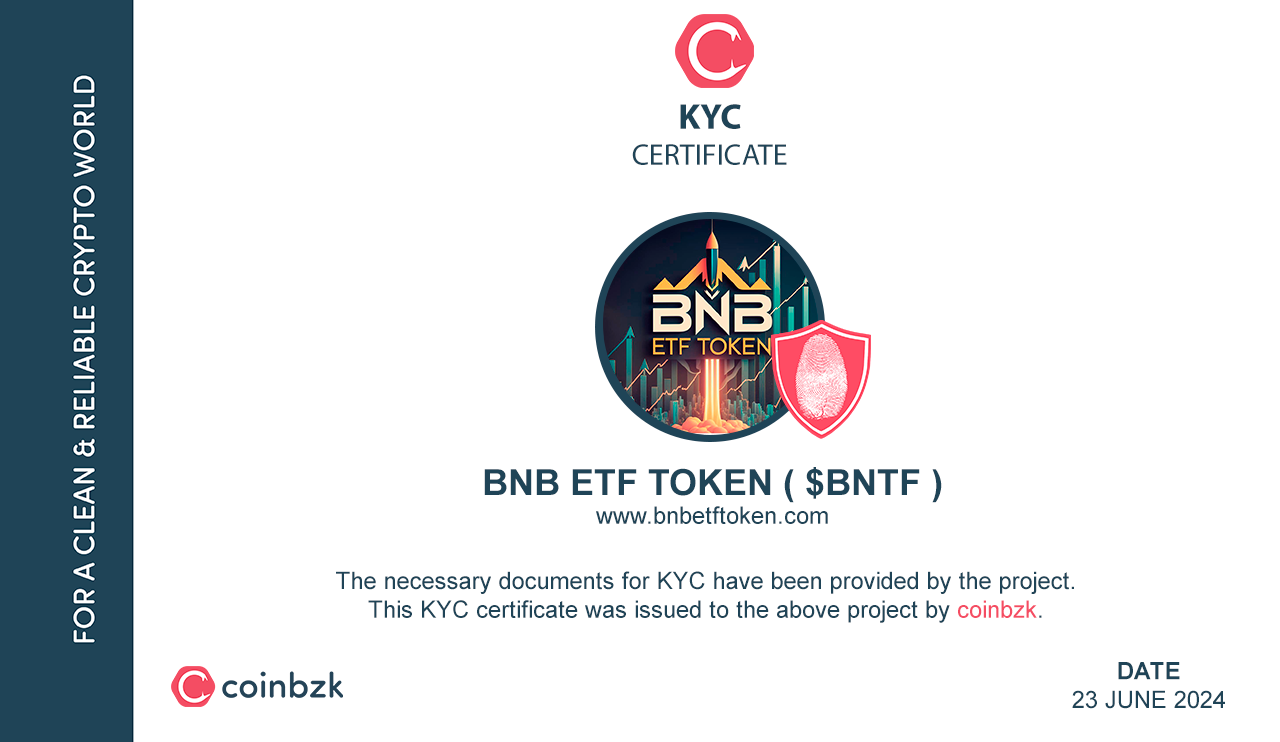 FOR A CLEAN & RELIABLE CRYPTO WORLD
KYC
CERTIFICATE
BNB
ETF TOKEN
BNB ETF TOKEN ( $BNTF )
www.bnbetftoken.com
The necessary documents for KYC have been provided by the project.
This KYC certificate was issued to the above project by coinbzk.
coinbzk
DATE
23 JUNE 2024